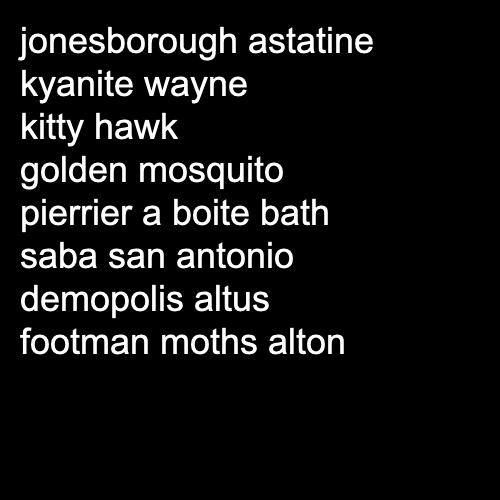 jonesborough astatine
kyanite wayne
kitty hawk
golden mosquito
pierrier a boite bath
saba san antonio
demopolis altus
footman moths alton